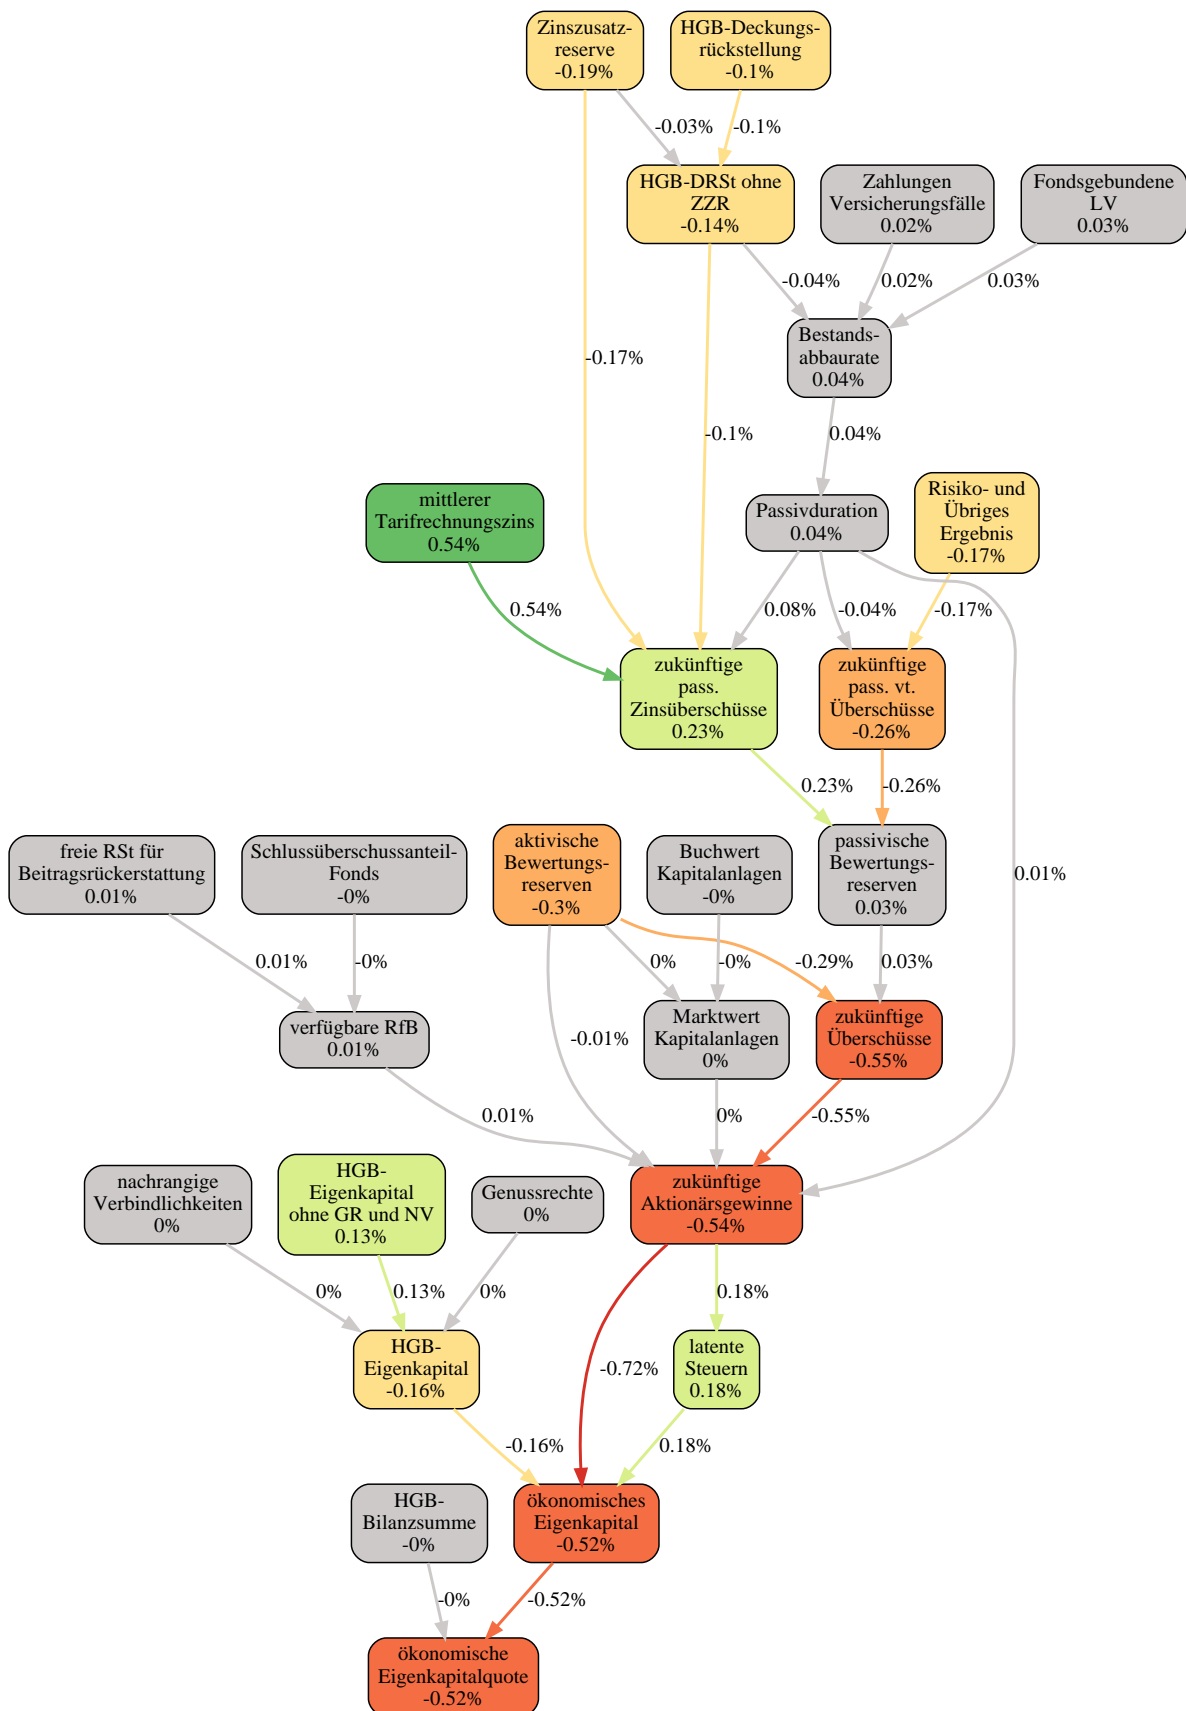 Zinszusatz-
reserve
-0.19%
HGB-Deckungs-
rückstellung
-0.1%
-0.03%
-0.1%
HGB-DRSt ohne
ZZR
-0.14%
Zahlungen
Versicherungsfälle
0.02%
Fondsgebundene
LV
0.03%
-0.04%
0.02%
0.03%
Bestands-
abbaurate
0.04%
-0.17%
-0.1%
0.04%
mittlerer
Tarifrechnungszins
0.54%
Passivduration
0.04%
Risiko- und
Übriges
Ergebnis
-0.17%
0.54%
0.08%
-0.04%
-0.17%
zukünftige
pass.
Zinsüberschüsse
0.23%
zukünftige
pass. vt.
Überschüsse
-0.26%
0.23%
-0.26%
freie RSt für
Beitragsrückerstattung
0.01%
Schlussüberschussanteil-
Fonds
-0%
aktivische
Bewertungs-
reserven
-0.3%
Buchwert
Kapitalanlagen
-0%
passivische
Bewertungs-
reserven
0.03%
0.01%
0.01%
-0%
0%
-0%
-0.29%
0.03%
verfügbare RfB
0.01%
-0.01%
Marktwert
Kapitalanlagen
0%
zukünftige
Überschüsse
-0.55%
0.01%
0%
-0.55%
nachrangige
Verbindlichkeiten
0%
HGB-
Eigenkapital
ohne GR und NV
0.13%
Genussrechte
0%
zukünftige
Aktionärsgewinne
-0.54%
0%
0.13%
0%
0.18%
HGB-
Eigenkapital
-0.16%
-0.72%
latente
Steuern
0.18%
-0.16%
0.18%
HGB-
Bilanzsumme
-0%
ökonomisches
Eigenkapital
-0.52%
-0%
-0.52%
ökonomische
Eigenkapitalquote
-0.52%